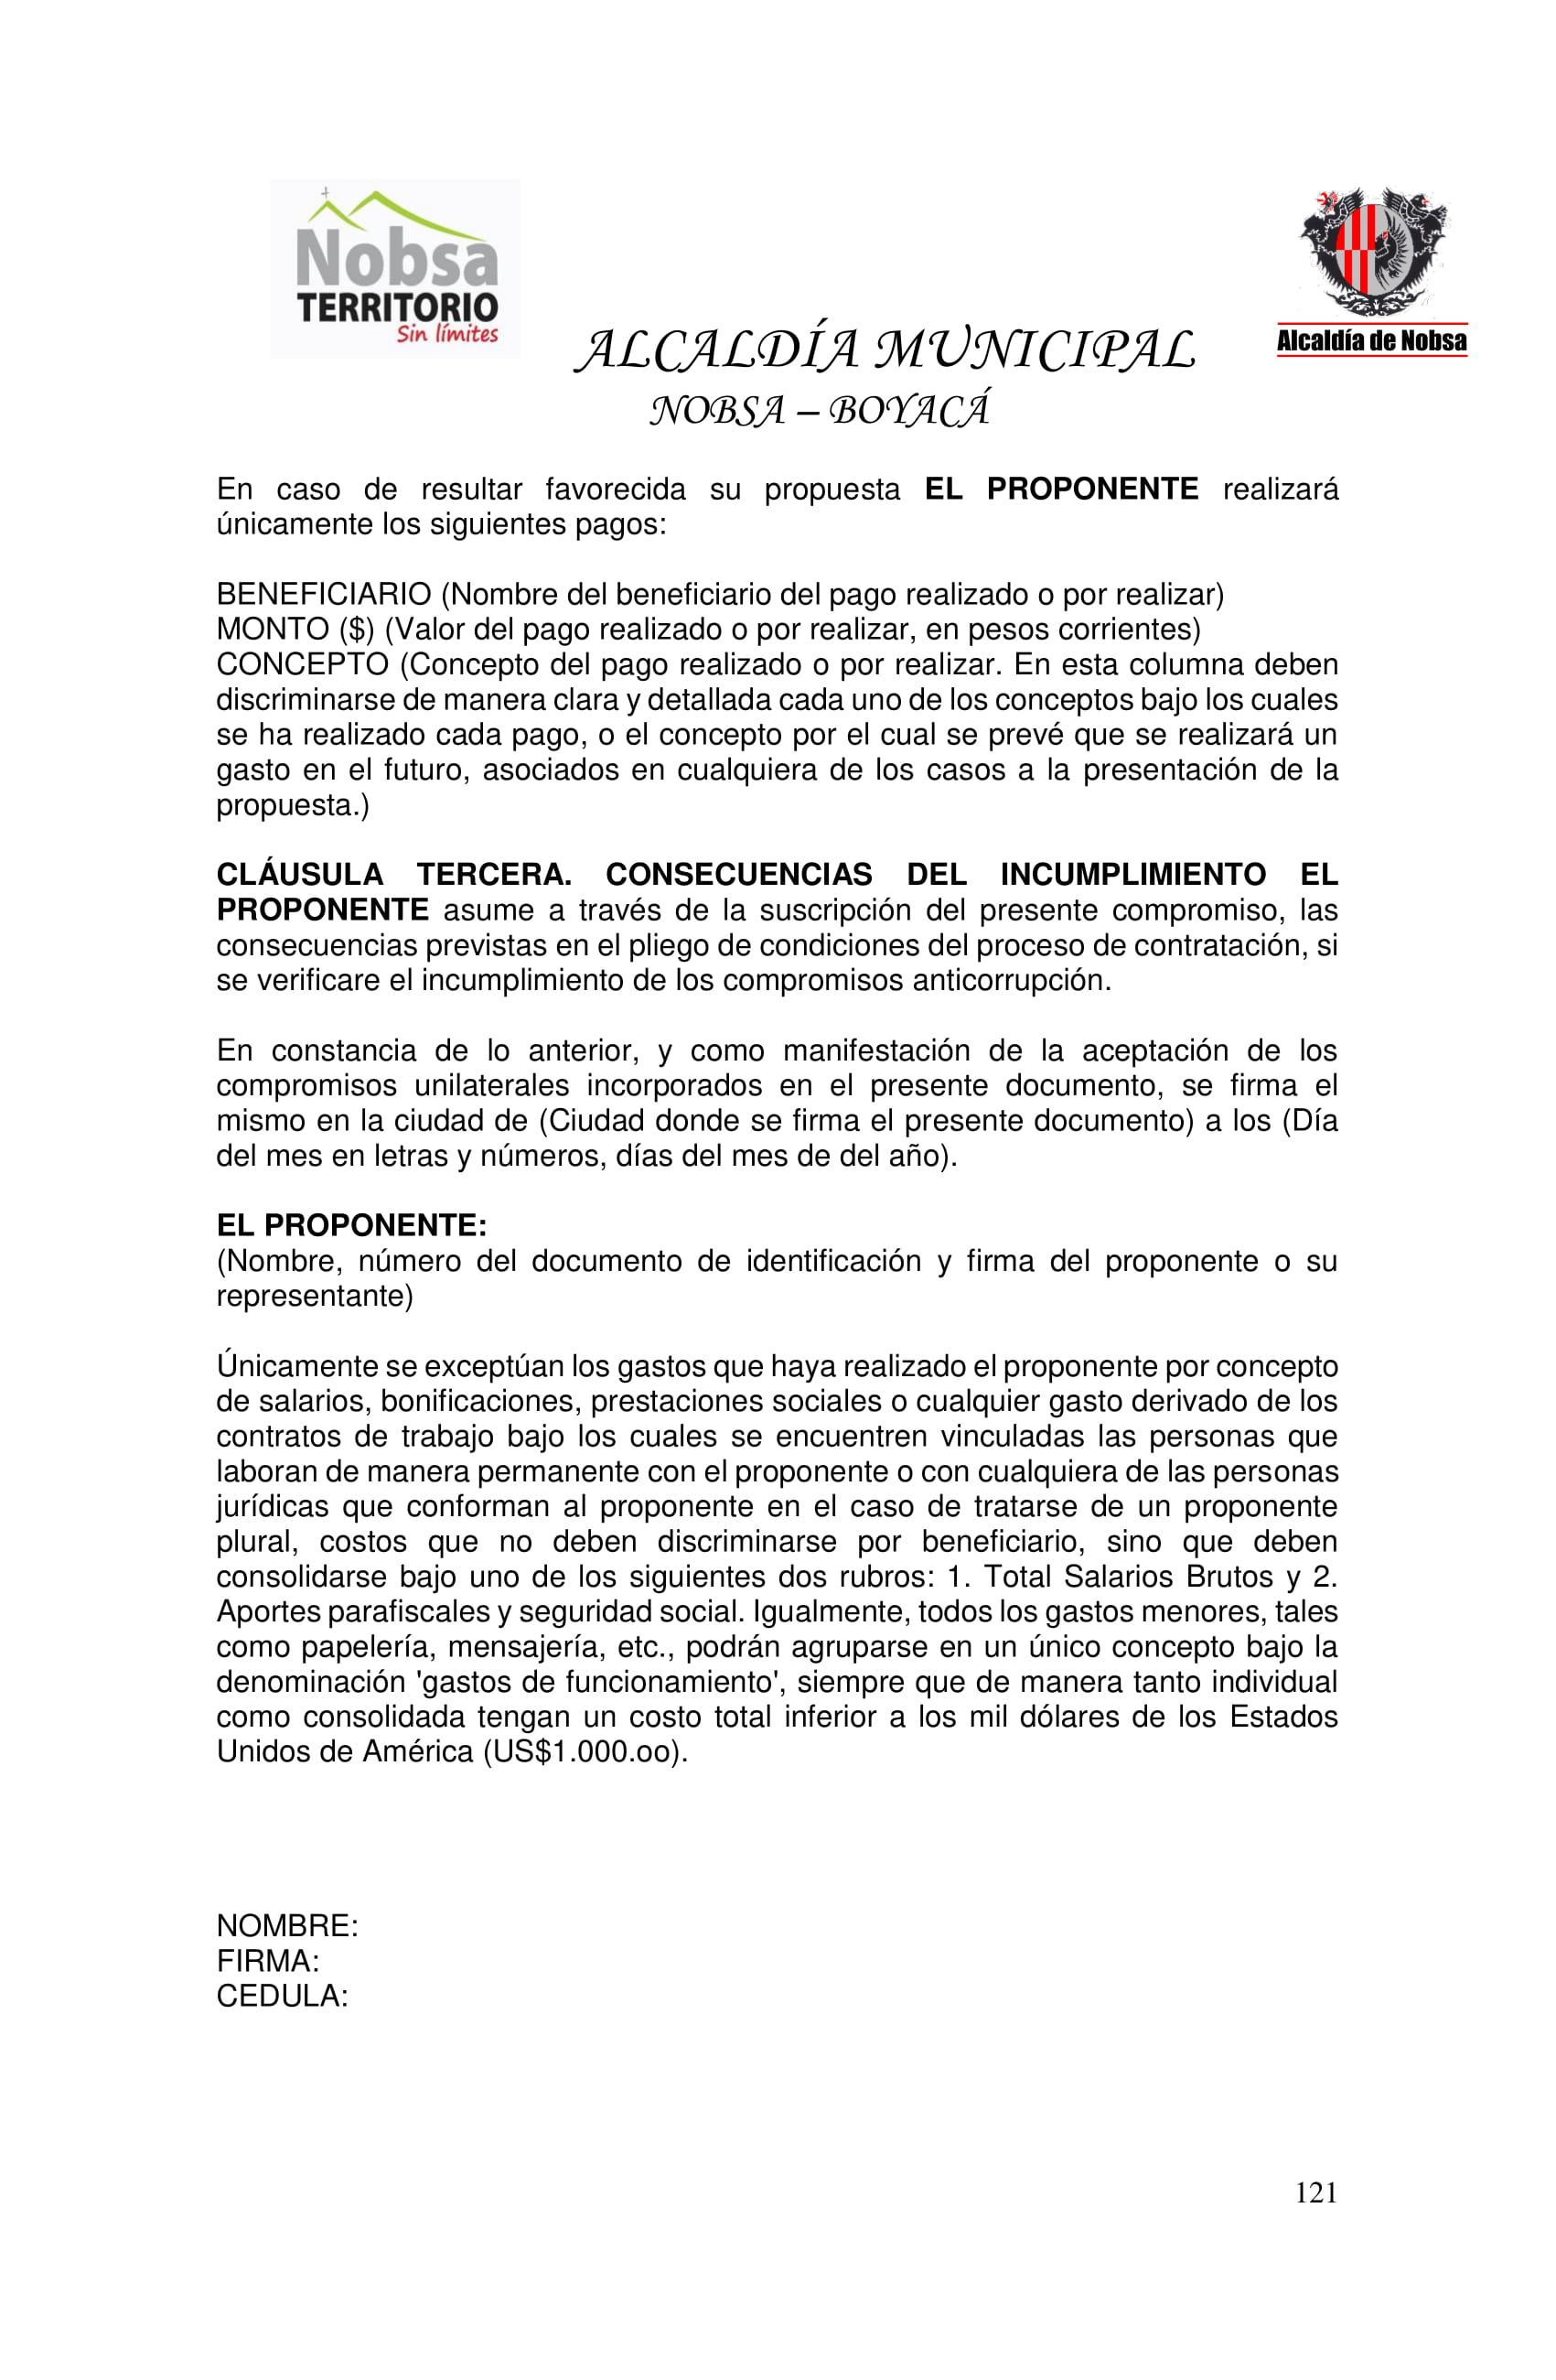 Nobsa
TERRITORIO
Sin límites
Alcaldía de Nobsa
ALCALDÍA MUNICIPAL
NOBSA – BOYACÁ
En caso de resultar favorecida su propuesta EL PROPONENTE realizará
únicamente los siguientes pagos:
BENEFICIARIO (Nombre del beneficiario del pago realizado o por realizar)
MONTO ($) (Valor del pago realizado o por realizar, en pesos corrientes)
CONCEPTO (Concepto del pago realizado o por realizar. En esta columna deben
discriminarse de manera clara y detallada cada uno de los conceptos bajo los cuales
se ha realizado cada pago, o el concepto por el cual se prevé que se realizará un
gasto en el futuro, asociados en cualquiera de los casos a la presentación de la
propuesta.)
CLÁUSULA TERCERA. CONSECUENCIAS DEL INCUMPLIMIENTO EL
PROPONENTE asume a través de la suscripción del presente compromiso, las
consecuencias previstas en el pliego de condiciones del proceso de contratación, si
se verificare el incumplimiento de los compromisos anticorrupción.
En constancia de lo anterior, y como manifestación de la aceptación de los
compromisos unilaterales incorporados en el presente documento, se firma el
mismo en la ciudad de (Ciudad donde se firma el presente documento) a los (Día
del mes en letras y números, días del mes de del año).
EL PROPONENTE:
(Nombre, número del documento de identificación y firma del proponente o su
representante)
Únicamente se exceptúan los gastos que haya realizado el proponente por concepto
de salarios, bonificaciones, prestaciones sociales o cualquier gasto derivado de los
contratos de trabajo bajo los cuales se encuentren vinculadas las personas que
laboran de manera permanente con el proponente o con cualquiera de las personas
jurídicas que conforman al proponente en el caso de tratarse de un proponente
plural, costos que no deben discriminarse por beneficiario, sino que deben
consolidarse bajo uno de los siguientes dos rubros: 1. Total Salarios Brutos y 2.
Aportes parafiscales y seguridad social. Igualmente, todos los gastos menores, tales
como papelería, mensajería, etc., podrán agruparse en un único concepto bajo la
denominación 'gastos de funcionamiento', siempre que de manera tanto individual
como consolidada tengan un costo total inferior a los mil dólares de los Estados
Unidos de América (US$1.000.oo).
NOMBRE:
FIRMA:
CEDULA:
121